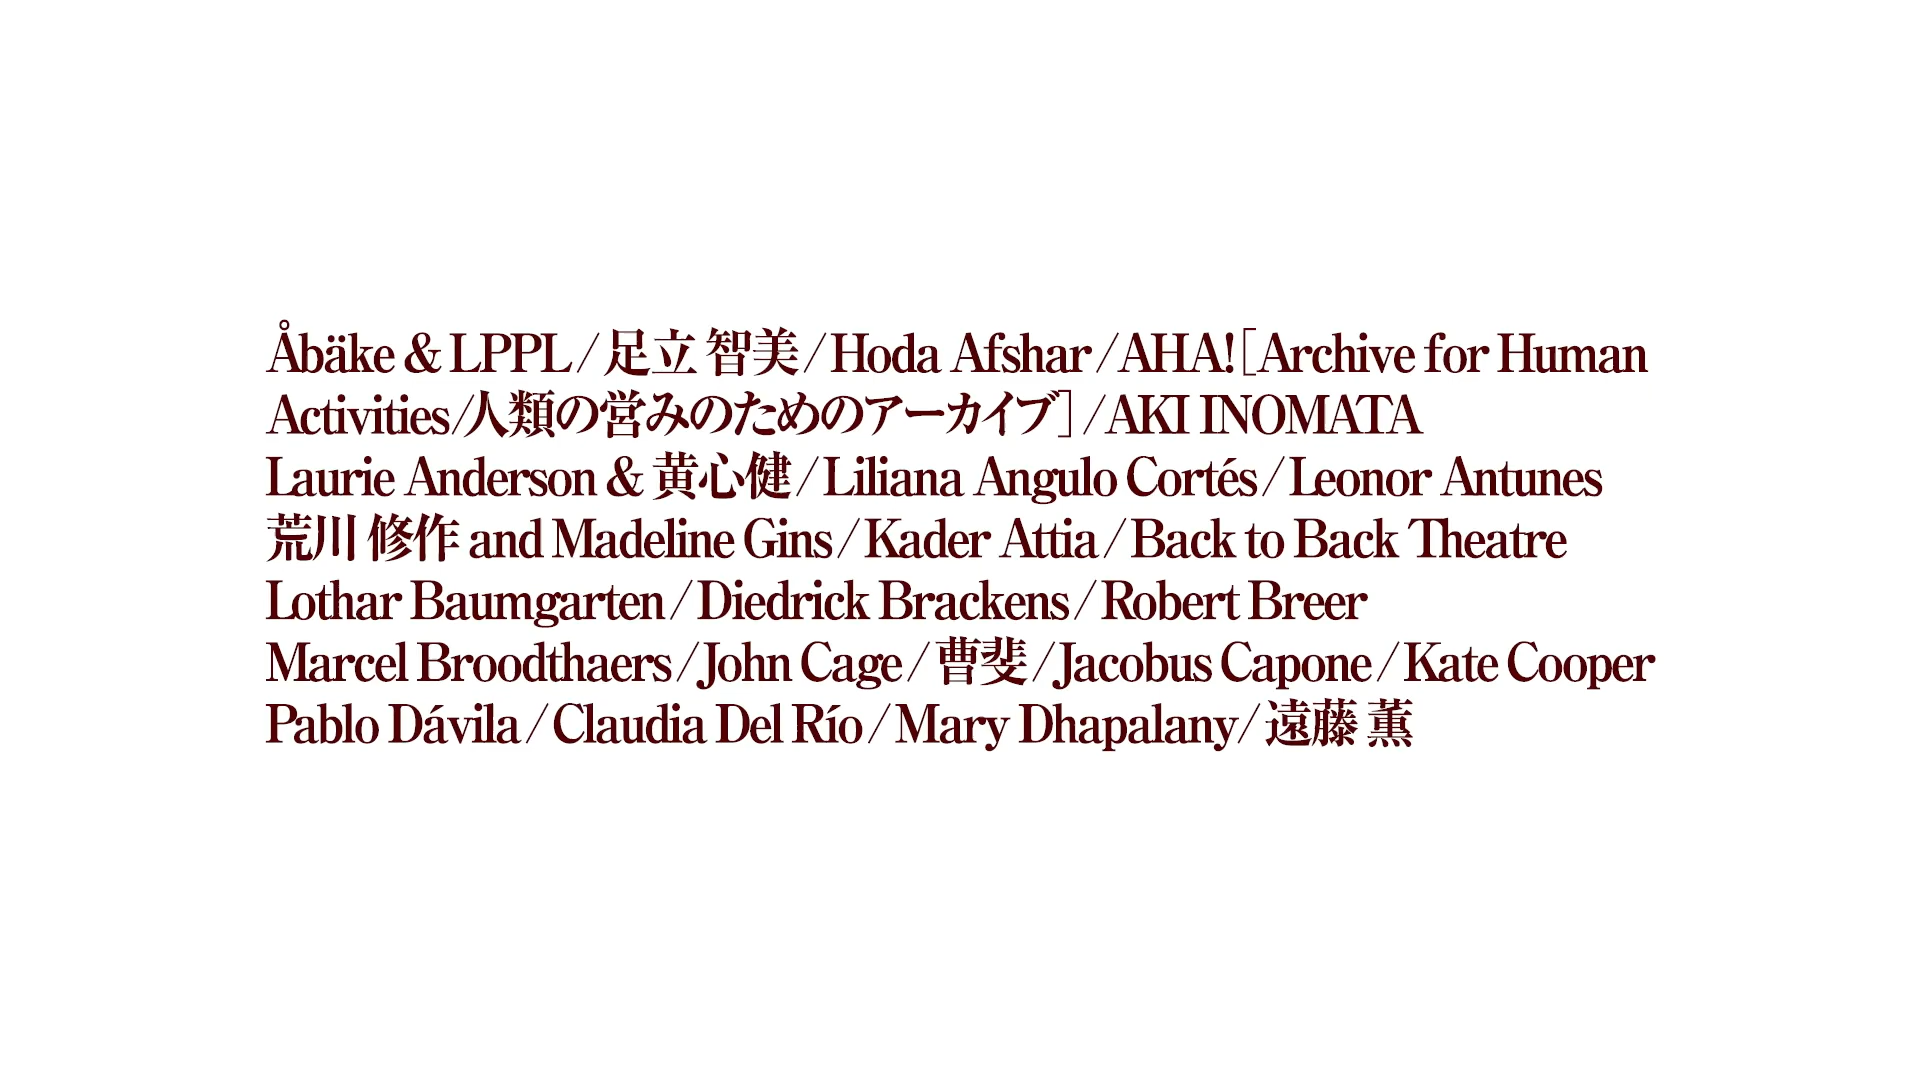 Åbäke & LPPL / 足立 智美 / Hoda Afshar / AHA!［Archive for Human
Activities/人類の営みのためのアーカイブ］ / AKI INOMATA
Laurie Anderson & 黄心健 / Liliana Angulo Cortés / Leonor Antunes
荒川 修作 and Madeline Gins / Kader Attia / Back to Back Theatre
Lothar Baumgarten / Diedrick Brackens / Robert Breer
Marcel Broodthaers / John Cage / 曹斐 / Jacobus Capone / Kate Cooper
Pablo Dávila / Claudia Del Río / Mary Dhapalany / 遠藤 薫